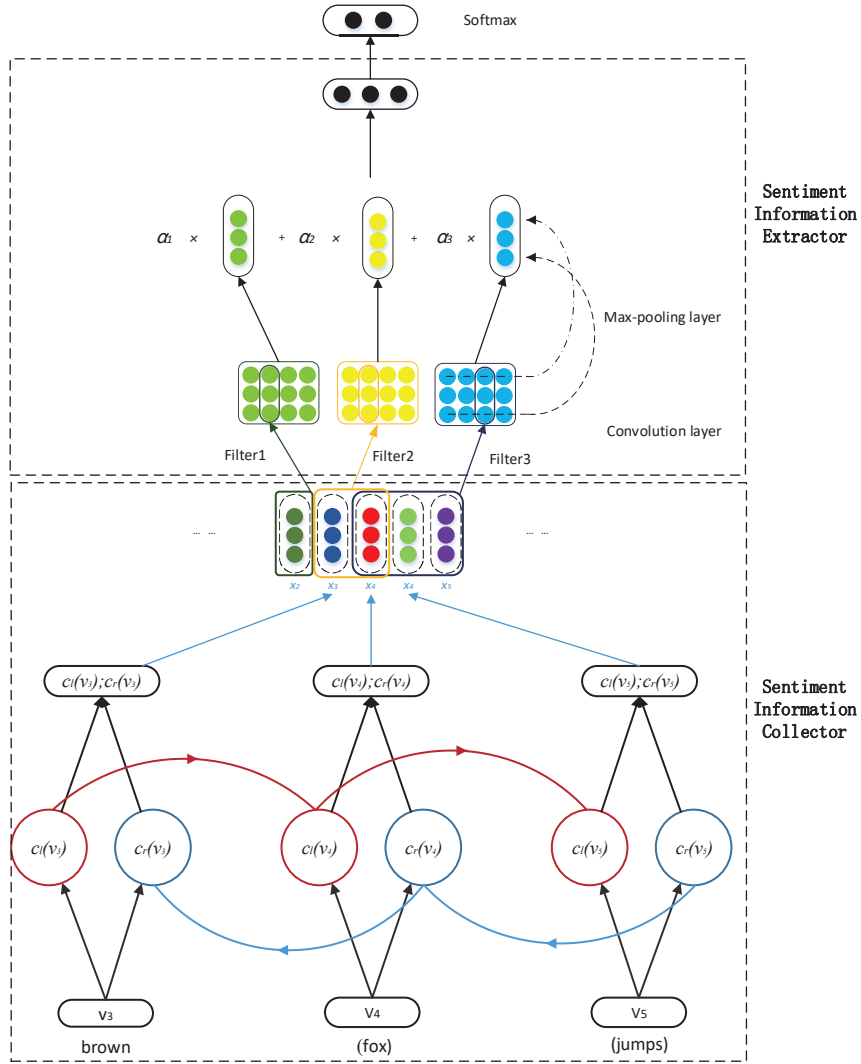 Softmax
Sentiment
Information
Extractor
α1 × + α2 × + α3 ×
Max-pooling layer
Convolution layer
Filter1 Filter2 Filter3
... ... ... ...
x2 x3 x4 x4 x5
cl(v3);cr(v3) cl(v4);cr(v4) cl(v5);cr(v5)
Sentiment
Information
Collector
cl(v3) cr(v3) cl(v4) cr(v4) cl(v5) cr(v5)
v3 V4 V5
brown (fox) (jumps)